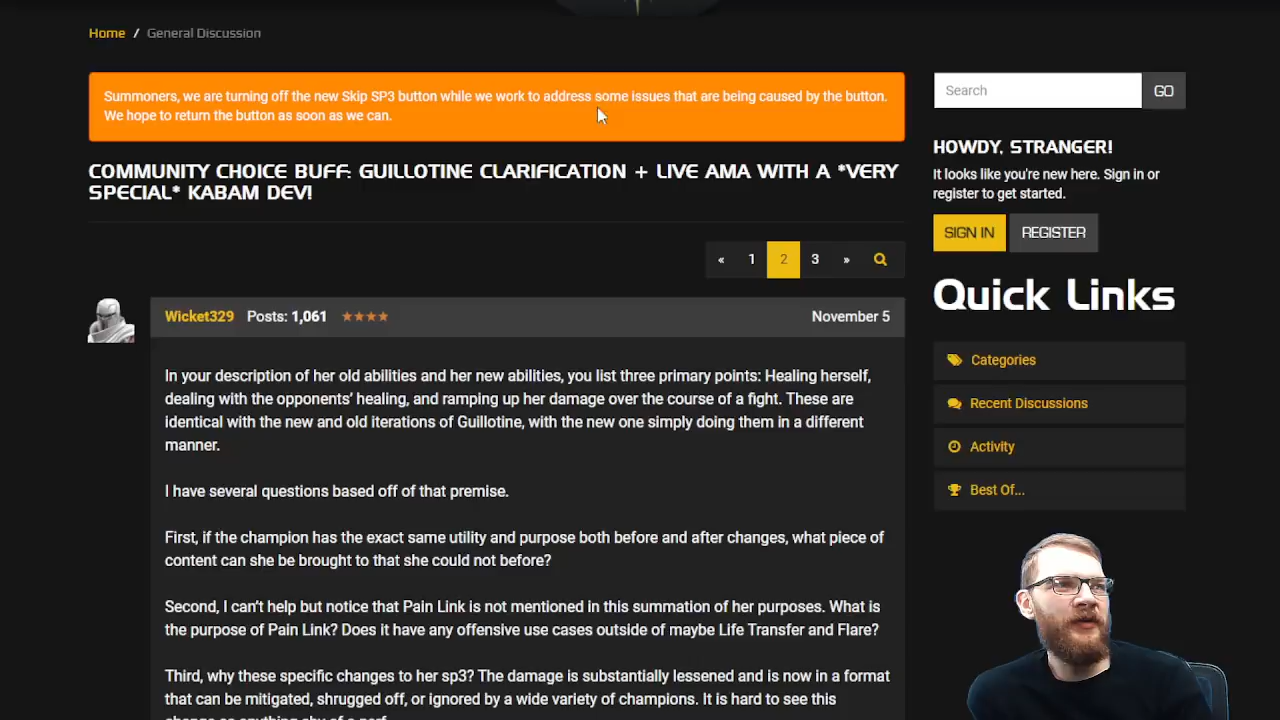 Home / General Discussion
Summoners, we are turning off the new Skip SP3 button while we work to address some issues that are being caused by the button.
We hope to return the button as soon as we can.
Search
GO
COMMUNITY CHOICE BUFF: GUILLOTINE CLARIFICATION + LIVE AMA WITH A *VERY
SPECIAL* KABAM DEV!
HOWDY, STRANGER!
It looks like you're new here. Sign in or
register to get started.
SIGN IN
REGISTER
« 1 2 3 »
Quick Links
Categories
Recent Discussions
Activity
Best Of...
Wicket329 Posts: 1,061 ★★★★ November 5
In your description of her old abilities and her new abilities, you list three primary points: Healing herself,
dealing with the opponents' healing, and ramping up her damage over the course of a fight. These are
identical with the new and old iterations of Guillotine, with the new one simply doing them in a different
manner.
I have several questions based off of that premise.
First, if the champion has the exact same utility and purpose both before and after changes, what piece of
content can she be brought to that she could not before?
Second, I can't help but notice that Pain Link is not mentioned in this summation of her purposes. What is
the purpose of Pain Link? Does it have any offensive use cases outside of maybe Life Transfer and Flare?
Third, why these specific changes to her sp3? The damage is substantially lessened and is now in a format
that can be mitigated, shrugged off, or ignored by a wide variety of champions. It is hard to see this